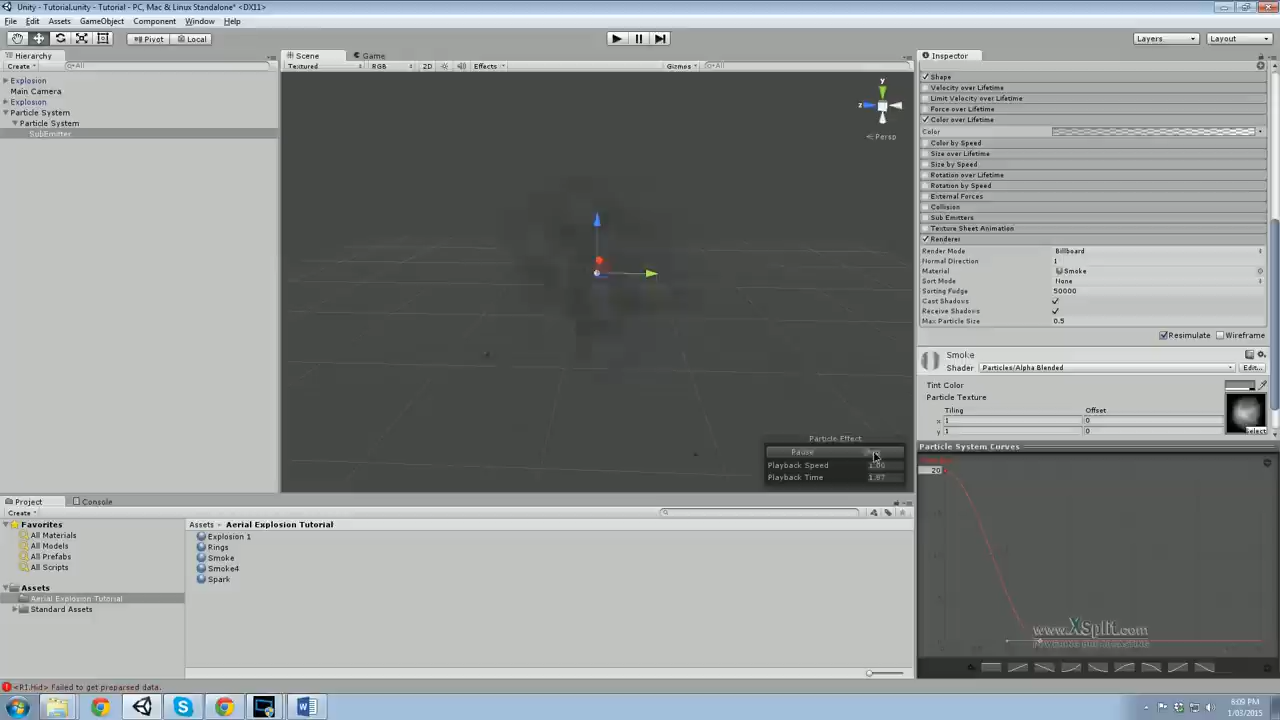 Unity - Tutorial.unity - Tutorial - PC, Mac & Linux Standalone* <DX11>
File Edit Assets GameObject Component Window Help
Pivot Local Layers Layout
Hierarchy
Create All
Explosion
Main Camera
Explosion
Particle System
Particle System
SubEmitter
Scene Game
Textured RGB 2D Effects Gizmos All
y
z
Persp
Particle Effect
Pause
Playback Speed 1.00
Playback Time 1.87
Inspector
Shape
Velocity over Lifetime
Limit Velocity over Lifetime
Force over Lifetime
Color over Lifetime
Color
Color by Speed
Size over Lifetime
Size by Speed
Rotation over Lifetime
Rotation by Speed
External Forces
Collision
Sub Emitters
Texture Sheet Animation
Renderer
Render Mode Billboard
Normal Direction 1
Material Smoke
Sort Mode None
Sorting Fudge 50000
Cast Shadows
Receive Shadows
Max Particle Size 0.5
Resimulate Wireframe
Smoke
Shader Particles/Alpha Blended Edit...
Tint Color
Particle Texture
Tiling Offset
x 1 0
y 1 0
Select
Particle System Curves
20
www.XSplit.com
Project Console
Create
Favorites
All Materials
All Models
All Prefabs
All Scripts
Assets
Aerial Explosion Tutorial
Standard Assets
Assets Aerial Explosion Tutorial
Explosion 1
Rings
Smoke
Smoke4
Spark
<RI.Hid> Failed to get preparsed data.
6:09 PM
1/03/2015